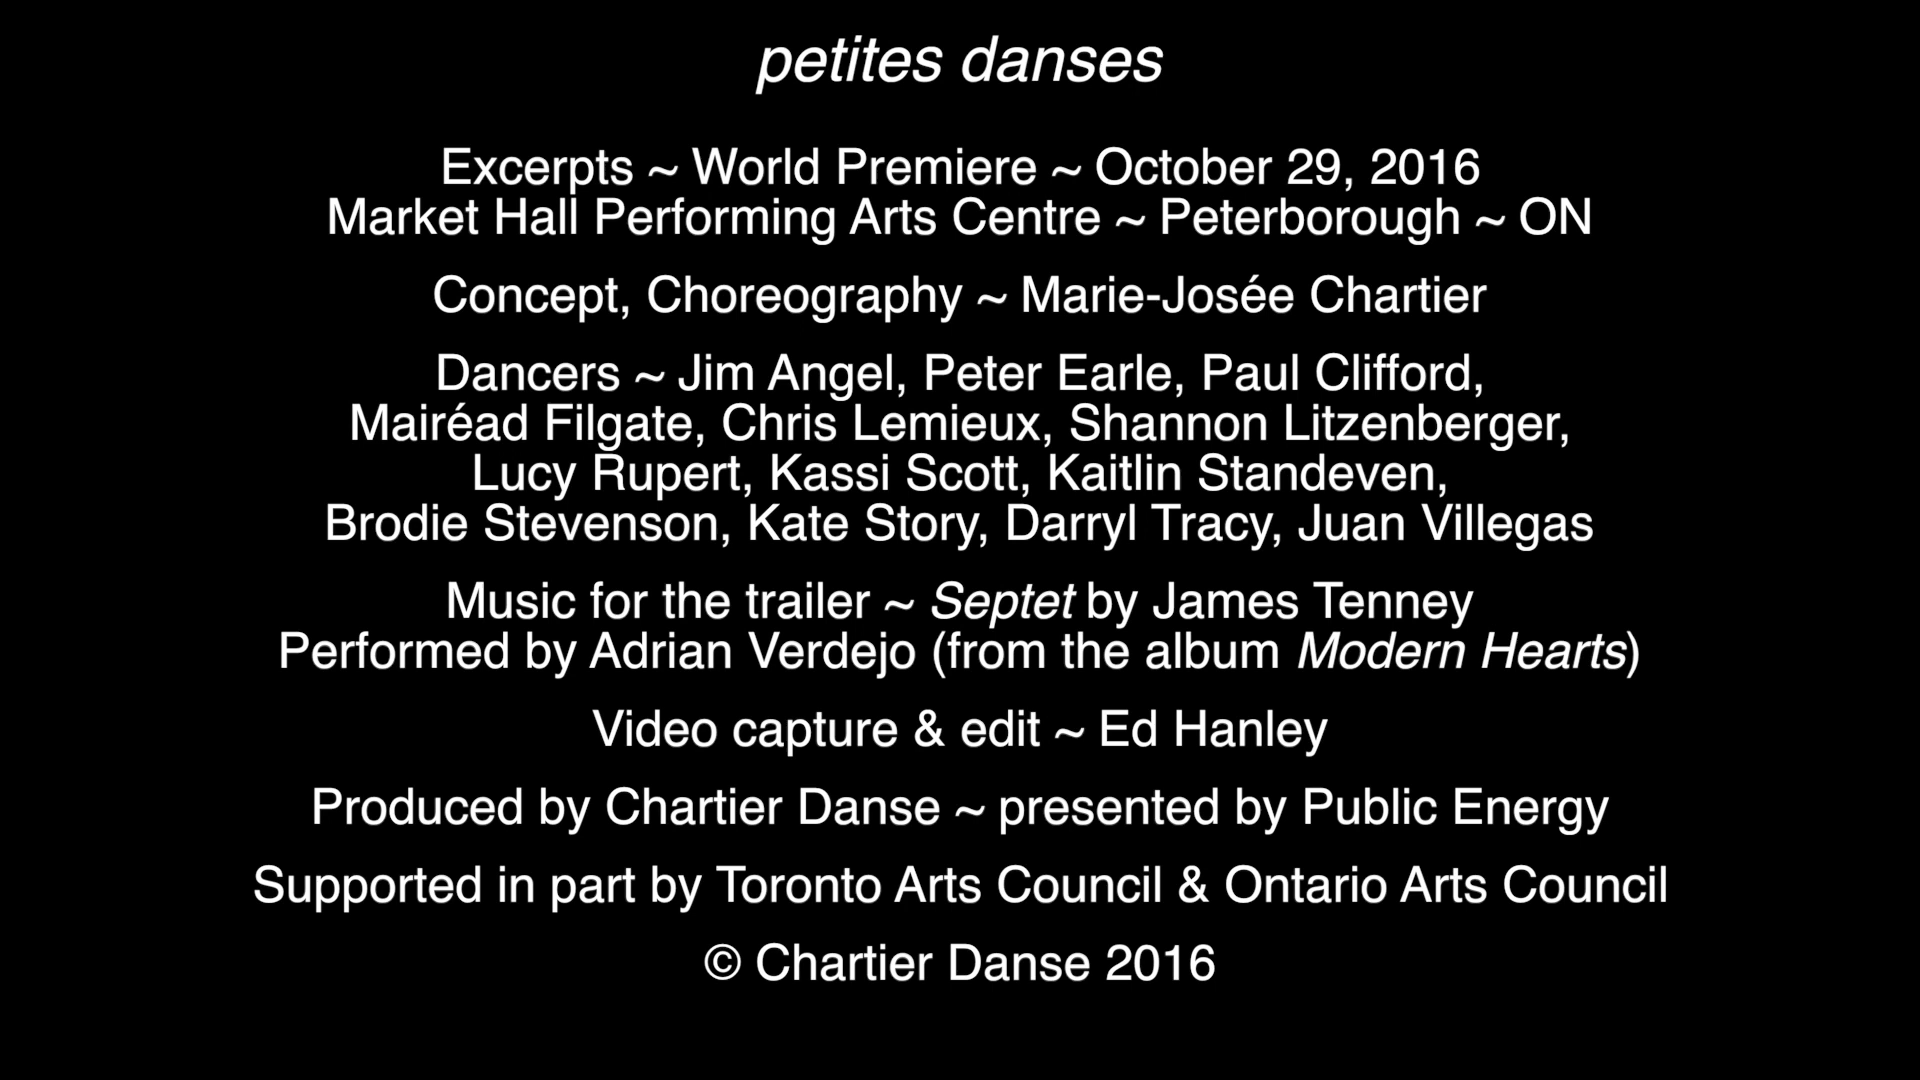 petites danses
Excerpts ~ World Premiere ~ October 29, 2016
Market Hall Performing Arts Centre ~ Peterborough ~ ON
Concept, Choreography ~ Marie-Josée Chartier
Dancers ~ Jim Angel, Peter Earle, Paul Clifford,
Mairéad Filgate, Chris Lemieux, Shannon Litzenberger,
Lucy Rupert, Kassi Scott, Kaitlin Standeven,
Brodie Stevenson, Kate Story, Darryl Tracy, Juan Villegas
Music for the trailer ~ Septet by James Tenney
Performed by Adrian Verdejo (from the album Modern Hearts)
Video capture & edit ~ Ed Hanley
Produced by Chartier Danse ~ presented by Public Energy
Supported in part by Toronto Arts Council & Ontario Arts Council
© Chartier Danse 2016